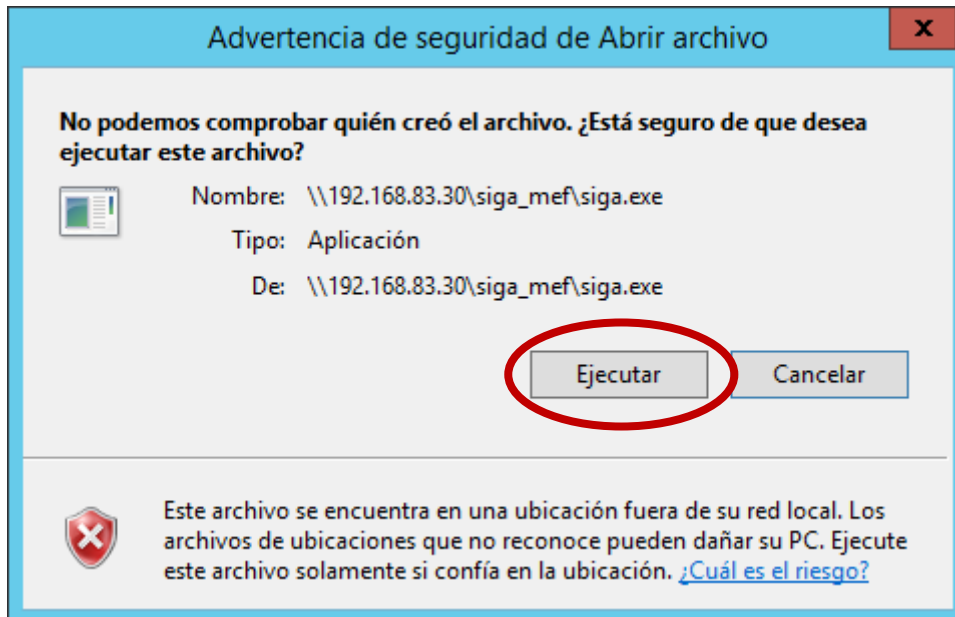 Advertencia de seguridad de Abrir archivo
x
No podemos comprobar quién creó el archivo. ¿Está seguro de que desea
ejecutar este archivo?
Nombre: \\192.168.83.30\siga_mef\siga.exe
Tipo: Aplicación
De: \\192.168.83.30\siga_mef\siga.exe
Ejecutar Cancelar
Este archivo se encuentra en una ubicación fuera de su red local. Los
archivos de ubicaciones que no reconoce pueden dañar su PC. Ejecute
este archivo solamente si confía en la ubicación. ¿Cuál es el riesgo?